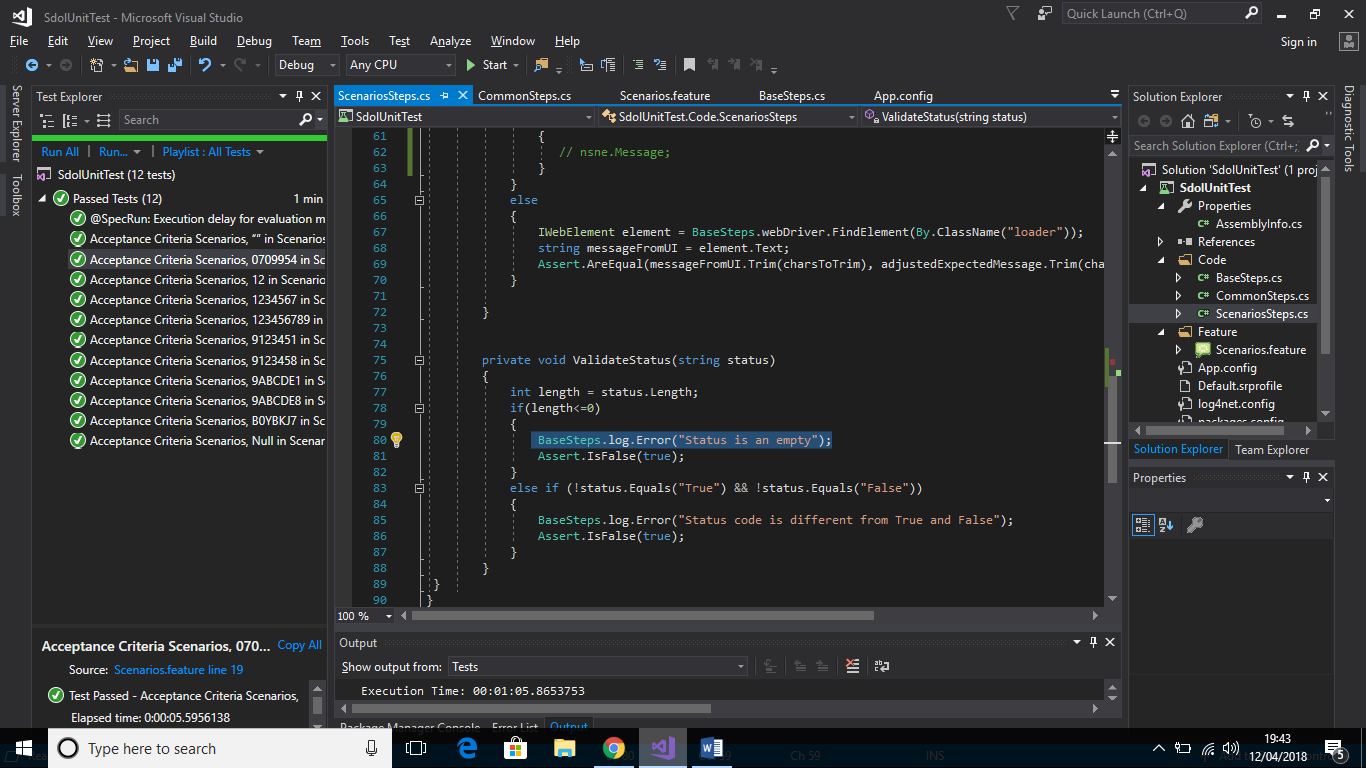 SdolUnitTest - Microsoft Visual Studio
Quick Launch (Ctrl+Q)
File Edit View Project Build Debug Team Tools Test Analyze Window Help
Sign in
Debug Any CPU Start
Server Explorer
Toolbox
Test Explorer
Search
Run All | Run... | Playlist : All Tests
SdolUnitTest (12 tests)
Passed Tests (12) 1 min
@SpecRun: Execution delay for evaluation m
Acceptance Criteria Scenarios, "" in Scenarios
Acceptance Criteria Scenarios, 0709954 in Sc
Acceptance Criteria Scenarios, 12 in Scenario
Acceptance Criteria Scenarios, 1234567 in Sc
Acceptance Criteria Scenarios, 123456789 in
Acceptance Criteria Scenarios, 9123451 in Sc
Acceptance Criteria Scenarios, 9123458 in Sc
Acceptance Criteria Scenarios, 9ABCDE1 in S
Acceptance Criteria Scenarios, 9ABCDE8 in Sc
Acceptance Criteria Scenarios, B0YBKJ7 in Sc
Acceptance Criteria Scenarios, Null in Scenar
Acceptance Criteria Scenarios, 070... Copy All
Source: Scenarios.feature line 19
Test Passed - Acceptance Criteria Scenarios,
Elapsed time: 0:00:05.5956138
ScenariosSteps.cs CommonSteps.cs Scenarios.feature BaseSteps.cs App.config
SdolUnitTest SdolUnitTest.Code.ScenariosSteps ValidateStatus(string status)
61 {
62 // nsne.Message;
63 }
64 }
65 else
66 {
67 IWebElement element = BaseSteps.webDriver.FindElement(By.ClassName("loader"));
68 string messageFromUI = element.Text;
69 Assert.AreEqual(messageFromUI.Trim(charsToTrim), adjustedExpectedMessage.Trim(cha
70 }
71
72 }
73
74
75 private void ValidateStatus(string status)
76 {
77 int length = status.Length;
78 if(length<=0)
79 {
80 BaseSteps.log.Error("Status is an empty");
81 Assert.IsFalse(true);
82 }
83 else if (!status.Equals("True") && !status.Equals("False"))
84 {
85 BaseSteps.log.Error("Status code is different from True and False");
86 Assert.IsFalse(true);
87 }
88 }
89 }
90 }
100 %
Output
Show output from: Tests
Execution Time: 00:01:05.8653753
Package Manager Console Error List Output
Solution Explorer
Search Solution Explorer (Ctrl+;
Solution 'SdolUnitTest' (1 proj
SdolUnitTest
Properties
AssemblyInfo.cs
References
Code
BaseSteps.cs
CommonSteps.cs
ScenariosSteps.cs
Feature
Scenarios.feature
App.config
Default.srprofile
log4net.config
packages.config
Solution Explorer Team Explorer
Properties
Diagnostic Tools
Ch 59 INS
Type here to search
19:43
12/04/2018
5